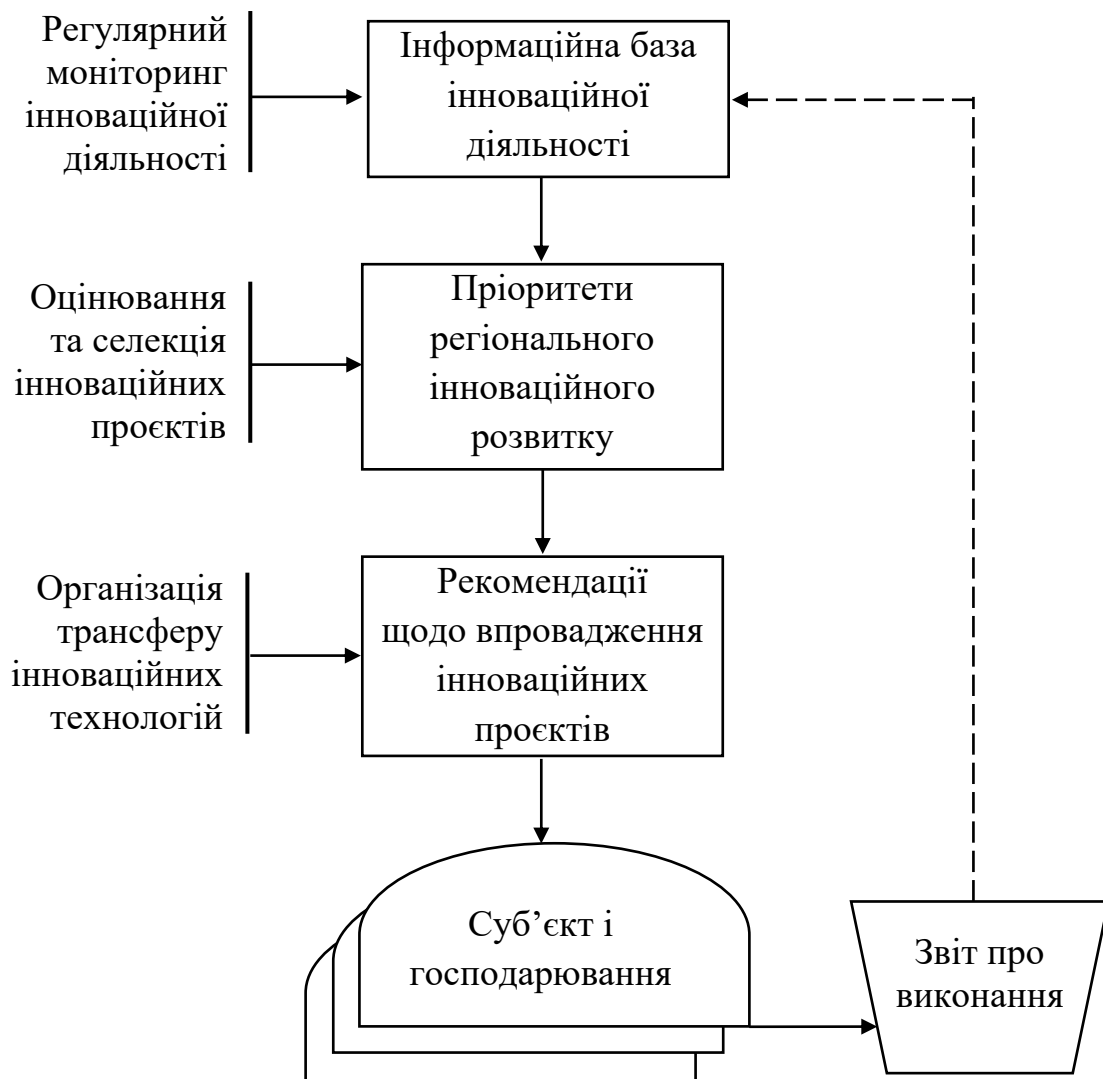 Регулярний
моніторинг
інноваційної
діяльності
Інформаційна база
інноваційної
діяльності
Оцінювання
та селекція
інноваційних
проєктів
Пріоритети
регіонального
інноваційного
розвитку
Організація
трансферу
інноваційних
технологій
Рекомендації
щодо впровадження
інноваційних
проєктів
Суб’єкт і
господарювання
Звіт про
виконання